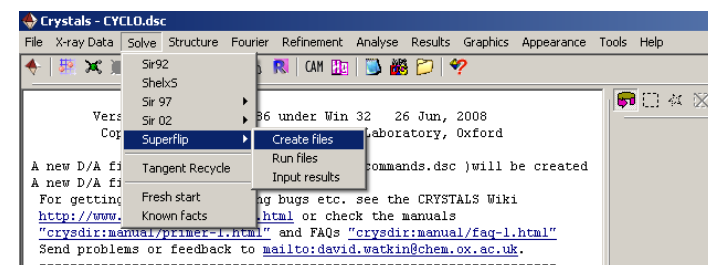 Crystals - CYCLO.dsc
File X-ray Data Solve Structure Fourier Refinement Analyse Results Graphics Appearance Tools Help
CAM
Sir92
ShelxS
Sir 97
Sir 02
Superflip
Tangent Recycle
Fresh start
Known facts
Create files
Run files
Input results
Vers 86 under Win 32 26 Jun, 2008
Cop Laboratory, Oxford
A new D/A fi commands.dsc )will be created
A new D/A fi
For getting ng bugs etc. see the CRYSTALS Wiki
http://www. .html or check the manuals
"crysdir:manual/primer-l.html" and FAQs "crysdir:manual/faq-l.html"
Send problems or feedback to mailto:david.watkin@chem.ox.ac.uk.